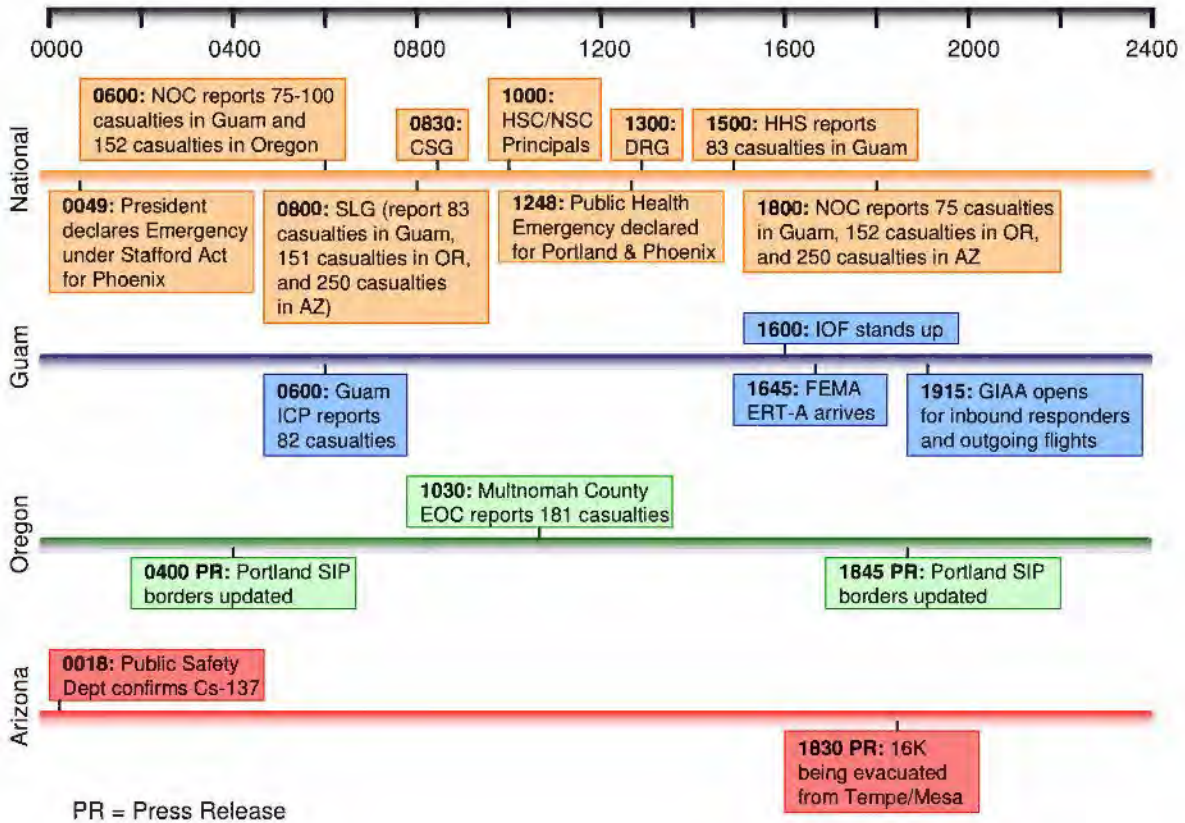 0000 0400 0800 1200 1600 2000 2400
National
0600: NOC reports 75-100
casualties in Guam and
152 casualties in Oregon
0830:
CSG
1000:
HSC/NSC
Principals
1300:
DRG
1500: HHS reports
83 casualties in Guam
0049: President
declares Emergency
under Stafford Act
for Phoenix
0800: SLG (report 83
casualties in Guam,
151 casualties in OR,
and 250 casualties
in AZ)
1248: Public Health
Emergency declared
for Portland & Phoenix
1800: NOC reports 75 casualties
in Guam, 152 casualties in OR,
and 250 casualties in AZ
Guam
1600: IOF stands up
0600: Guam
ICP reports
82 casualties
1645: FEMA
ERT-A arrives
1915: GIAA opens
for inbound responders
and outgoing flights
Oregon
1030: Multnomah County
EOC reports 181 casualties
0400 PR: Portland SIP
borders updated
1845 PR: Portland SIP
borders updated
Arizona
0018: Public Safety
Dept confirms Cs-137
1830 PR: 16K
being evacuated
from Tempe/Mesa
PR = Press Release